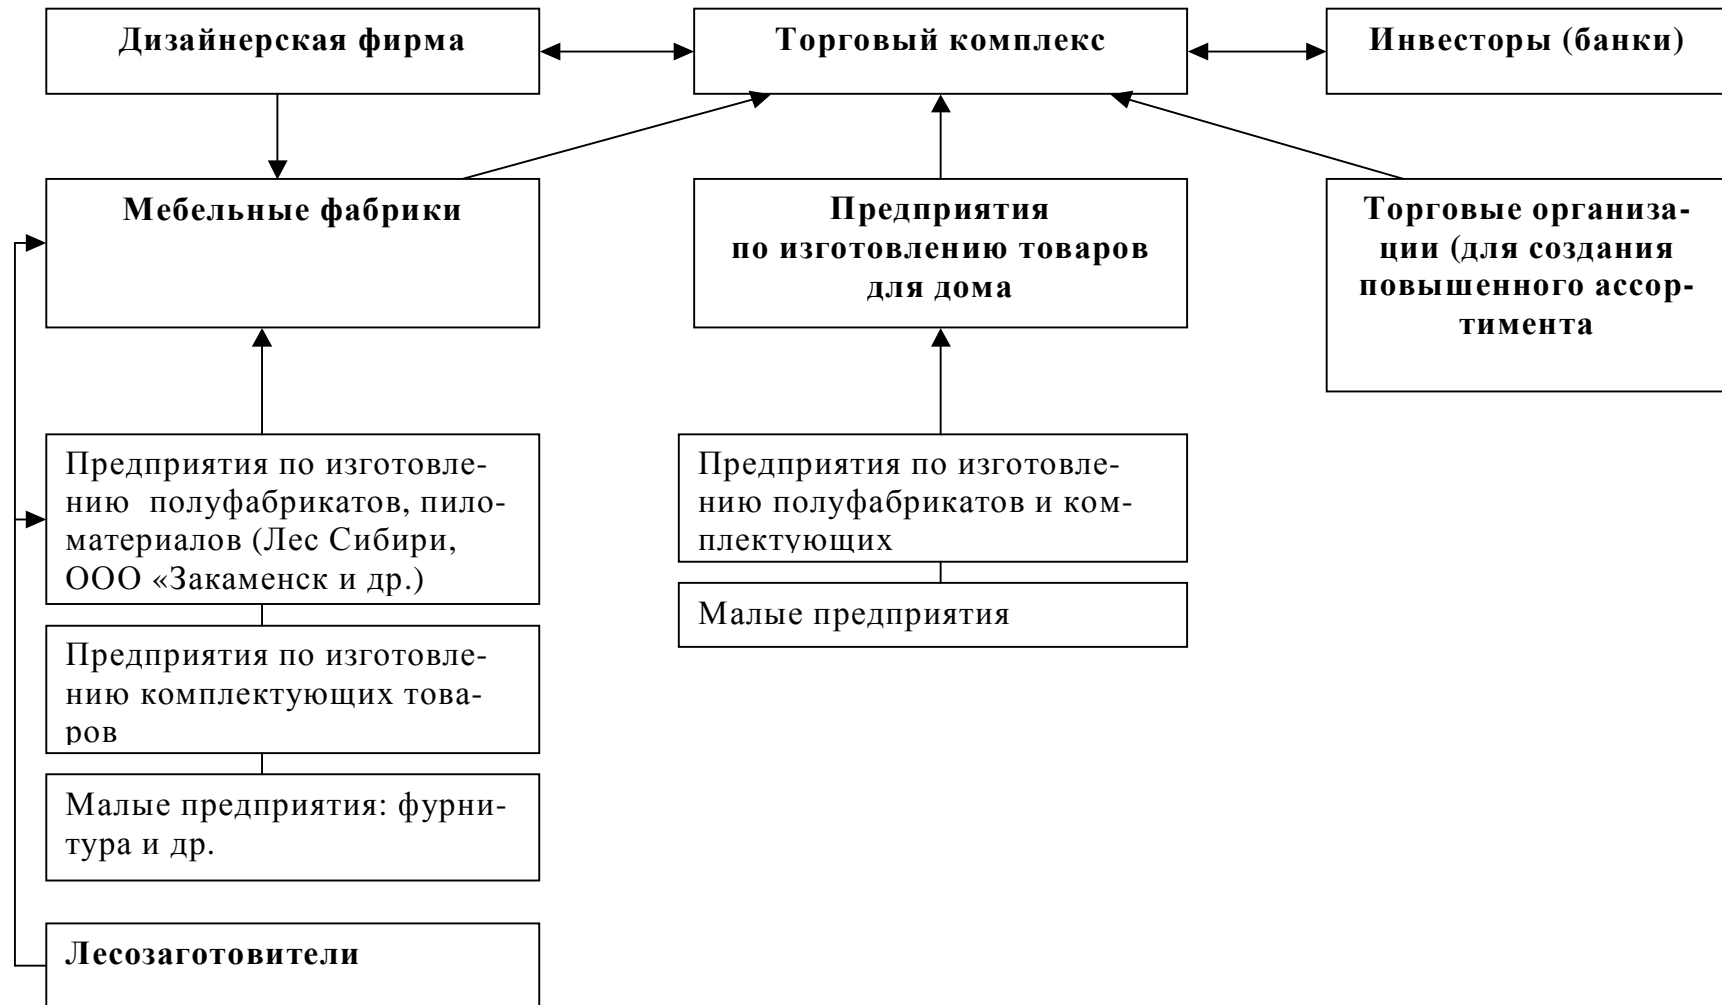 Дизайнерская фирма
Торговый комплекс
Инвесторы (банки)
Мебельные фабрики
Предприятия
по изготовлению товаров
для дома
Торговые организа-
ции (для создания
повышенного ассор-
тимента
Предприятия по изготовле-
нию полуфабрикатов, пило-
материалов (Лес Сибири,
ООО «Закаменск и др.)
Предприятия по изготовле-
нию полуфабрикатов и ком-
плектующих
Малые предприятия
Предприятия по изготовле-
нию комплектующих това-
ров
Малые предприятия: фурни-
тура и др.
Лесозаготовители